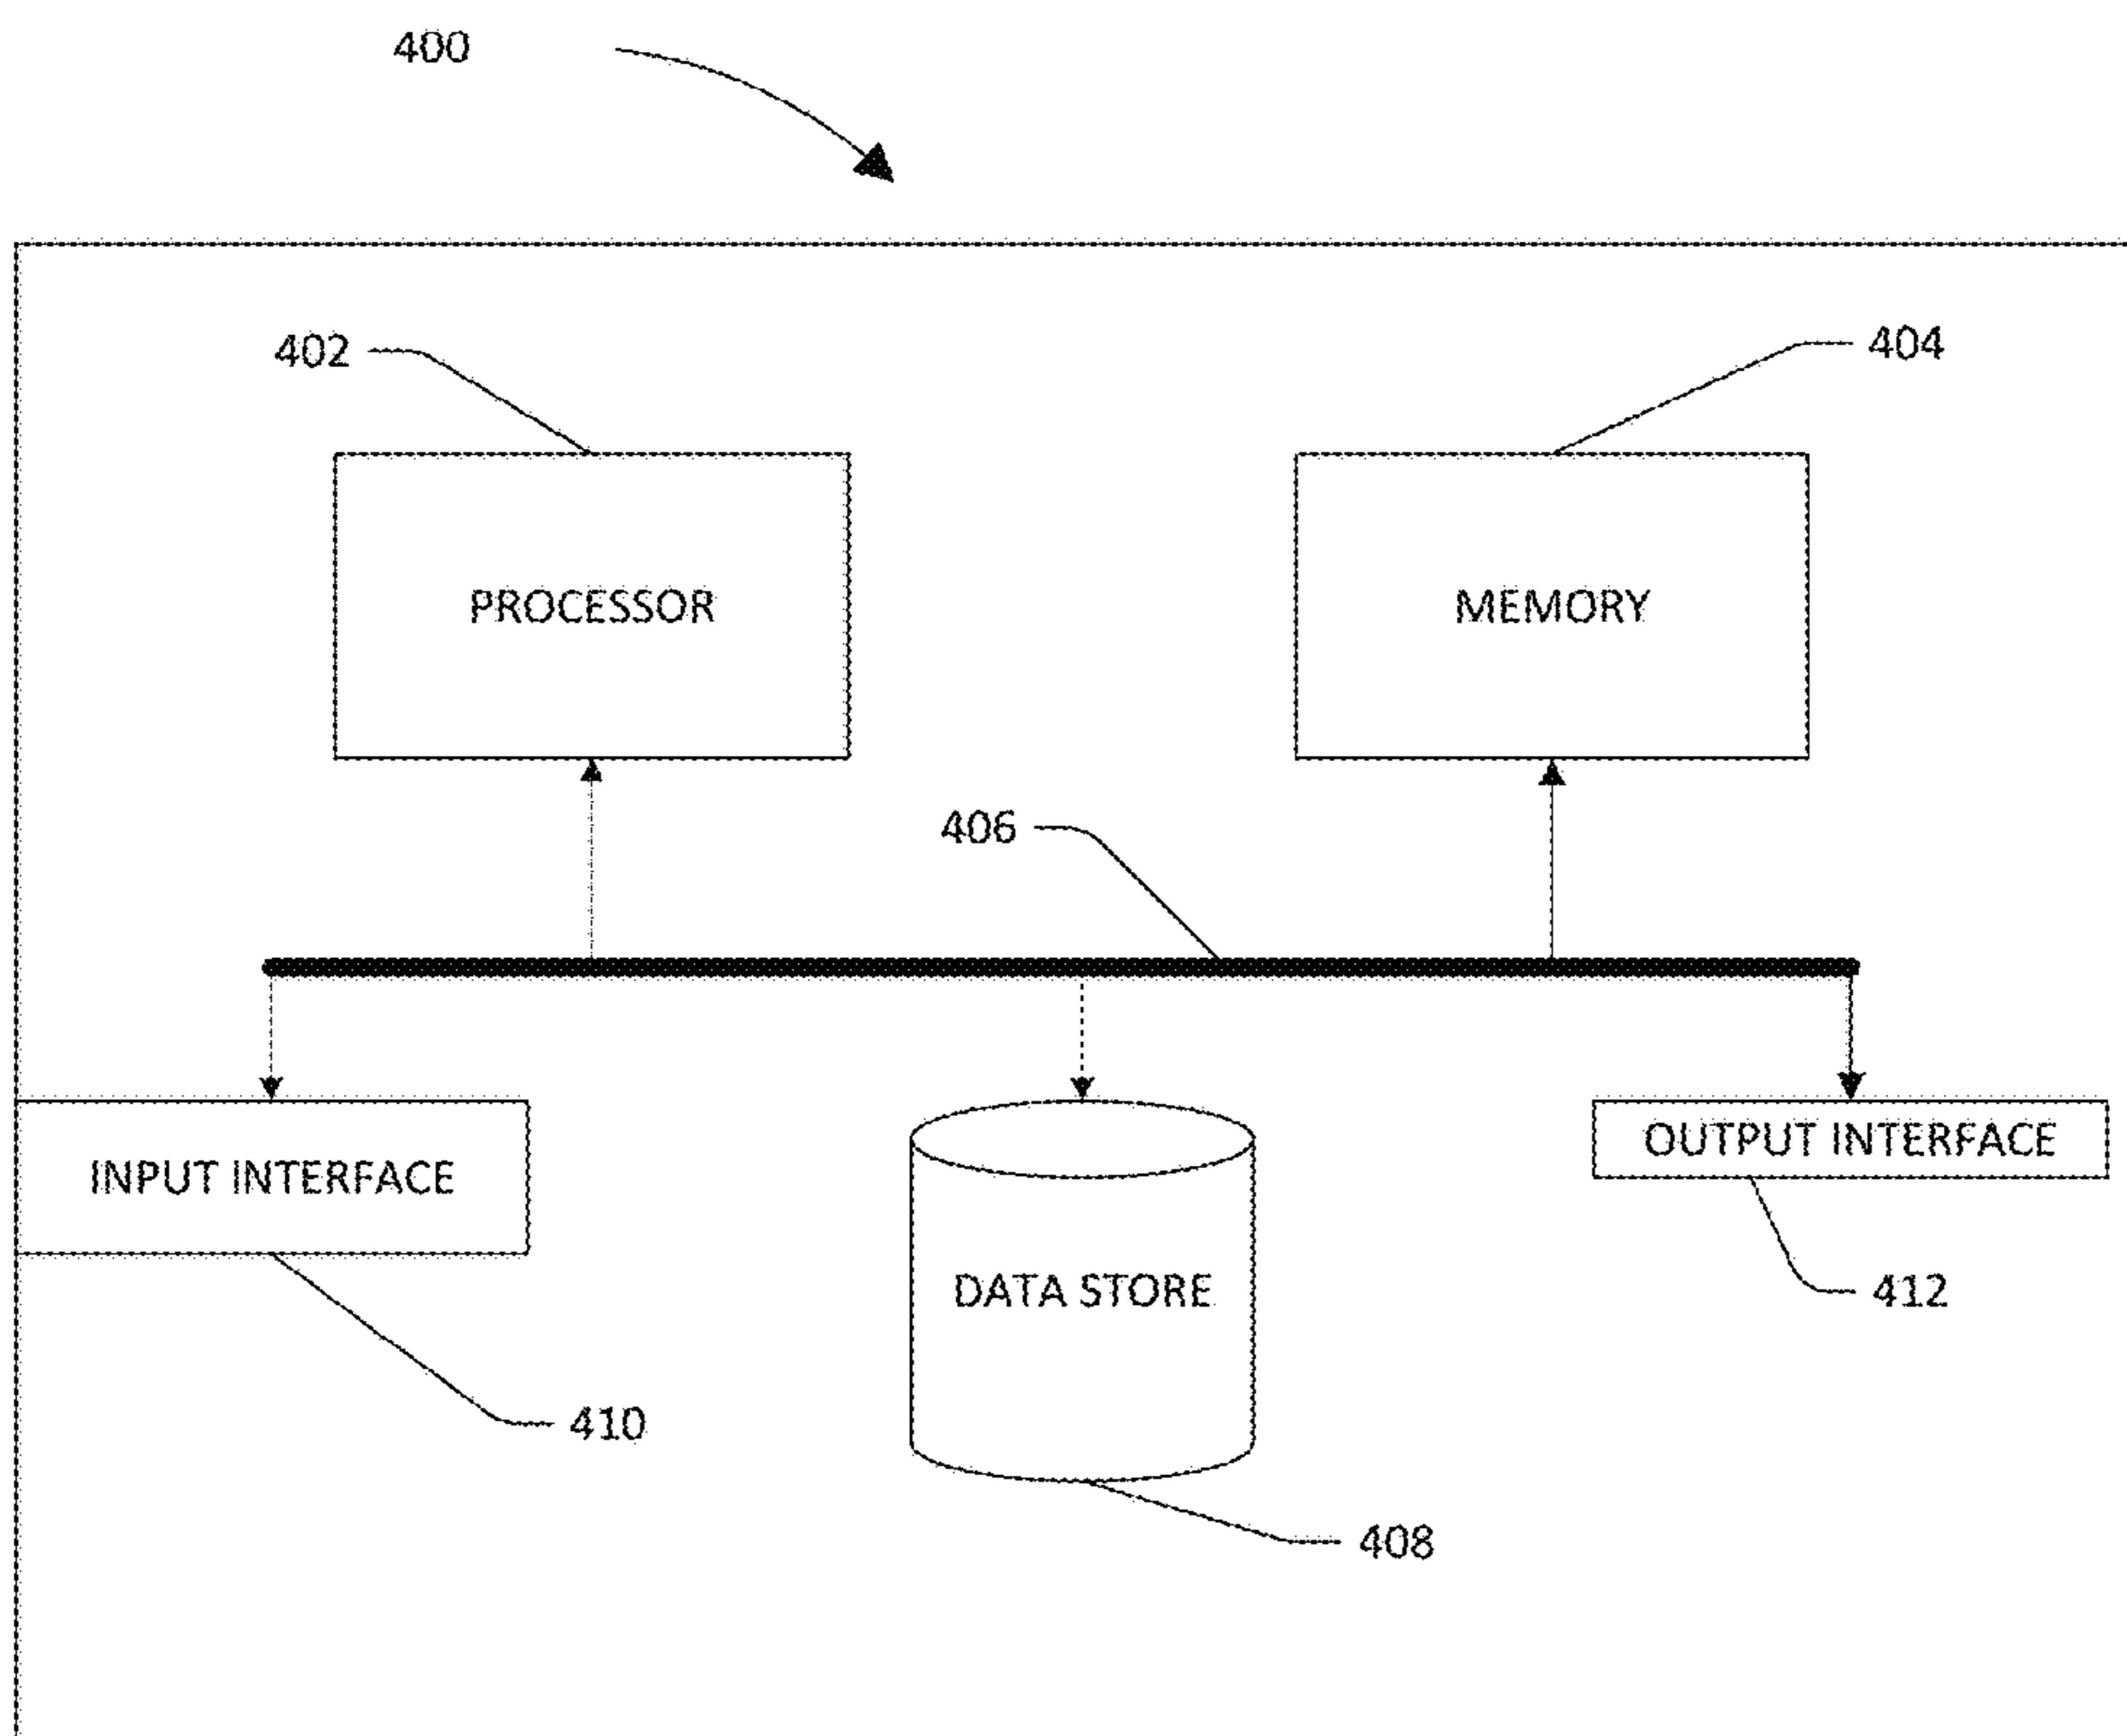 400
402
404
PROCESSOR
MEMORY
406
INPUT INTERFACE
OUTPUT INTERFACE
DATA STORE
412
410
408